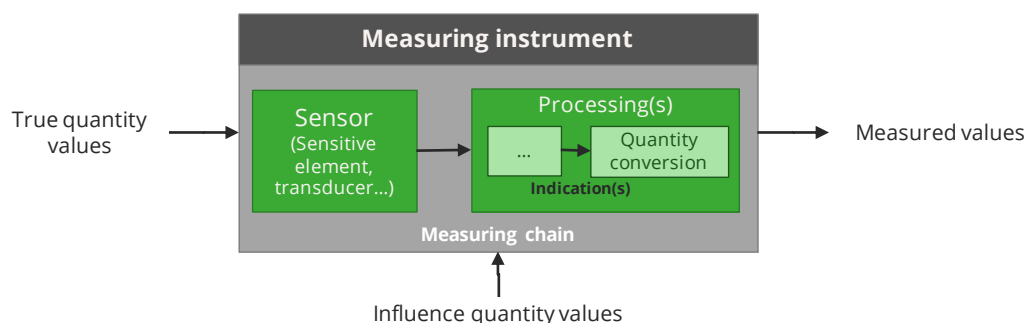 Measuring instrument
True quantity
values
Sensor
(Sensitive
element,
transducer...)
Processing(s)
...
Quantity
conversion
Indication(s)
Measuring chain
Measured values
Influence quantity values